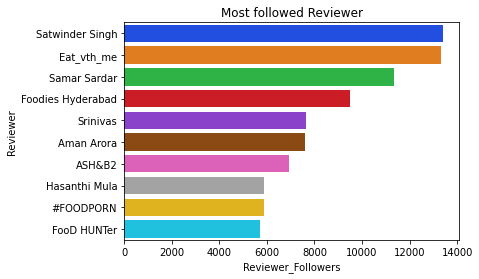 Most followed Reviewer
Reviewer
Satwinder Singh
Eat_vth_me
Samar Sardar
Foodies Hyderabad
Srinivas
Aman Arora
ASH&B2
Hasanthi Mula
#FOODPORN
FooD HUNTer
0 2000 4000 6000 8000 10000 12000 14000
Reviewer_Followers